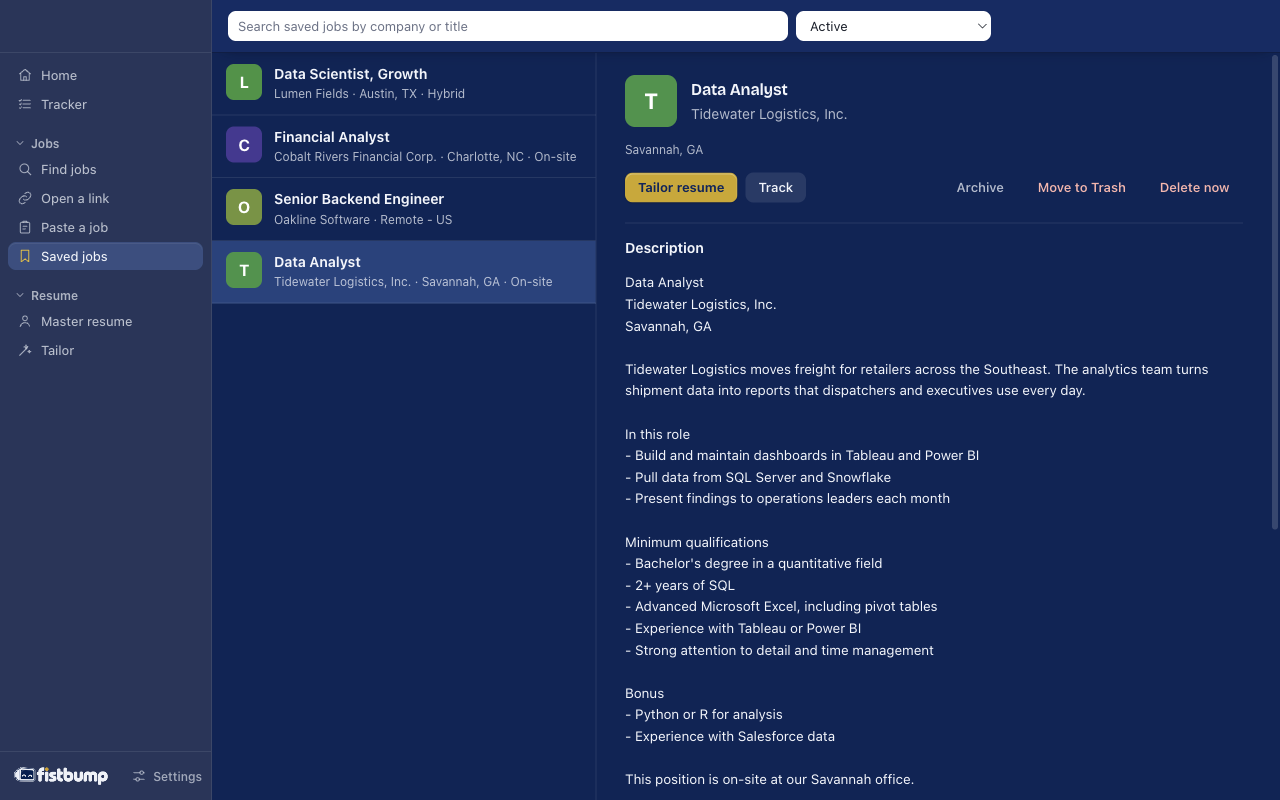 Search saved jobs by company or title
Active
Home
Tracker
Jobs
Find jobs
Open a link
Paste a job
Saved jobs
Resume
Master resume
Tailor
fistbump
Settings
L
Data Scientist, Growth
Lumen Fields · Austin, TX · Hybrid
C
Financial Analyst
Cobalt Rivers Financial Corp. · Charlotte, NC · On-site
O
Senior Backend Engineer
Oakline Software · Remote - US
T
Data Analyst
Tidewater Logistics, Inc. · Savannah, GA · On-site
T
Data Analyst
Tidewater Logistics, Inc.
Savannah, GA
Tailor resume
Track
Archive
Move to Trash
Delete now
Description
Data Analyst
Tidewater Logistics, Inc.
Savannah, GA
Tidewater Logistics moves freight for retailers across the Southeast. The analytics team turns
shipment data into reports that dispatchers and executives use every day.
In this role
- Build and maintain dashboards in Tableau and Power BI
- Pull data from SQL Server and Snowflake
- Present findings to operations leaders each month
Minimum qualifications
- Bachelor's degree in a quantitative field
- 2+ years of SQL
- Advanced Microsoft Excel, including pivot tables
- Experience with Tableau or Power BI
- Strong attention to detail and time management
Bonus
- Python or R for analysis
- Experience with Salesforce data
This position is on-site at our Savannah office.